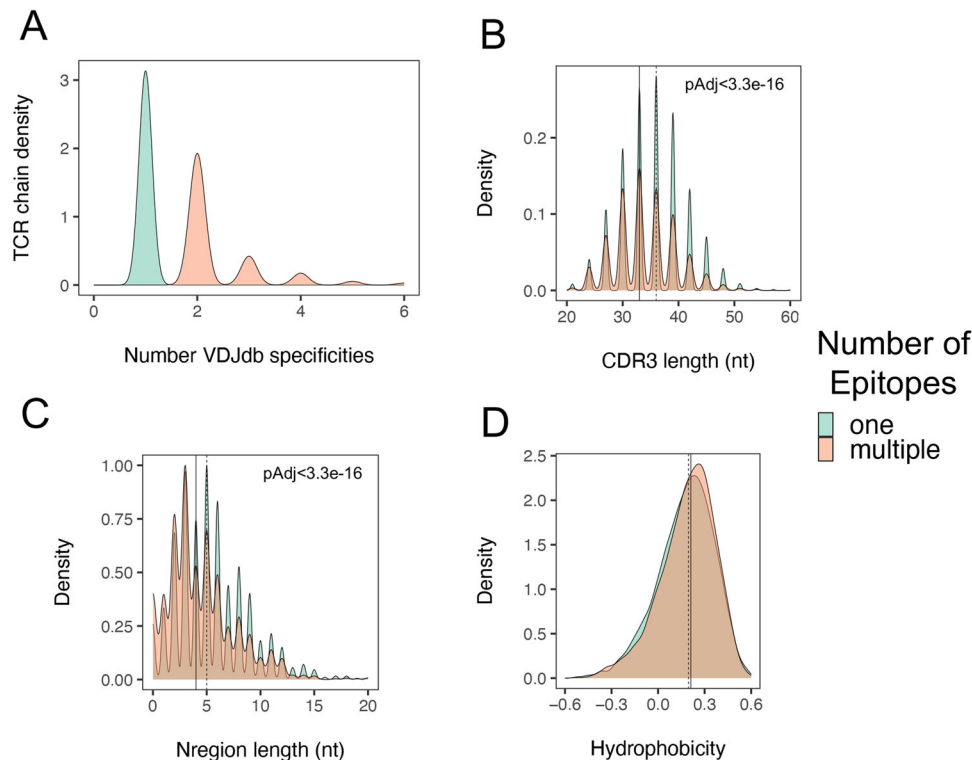 A
TCR chain density
3
2
1
0
0 2 4 6
Number VDJdb specificities
B
pAdj<3.3e-16
Density
0.2
0.1
0.0
20 30 40 50 60
CDR3 length (nt)
C
pAdj<3.3e-16
Density
1.00
0.75
0.50
0.25
0.00
0 5 10 15 20
Nregion length (nt)
D
Density
2.5
2.0
1.5
1.0
0.5
0.0
−0.6 −0.3 0.0 0.3 0.6
Hydrophobicity
Number of
Epitopes
one
multiple